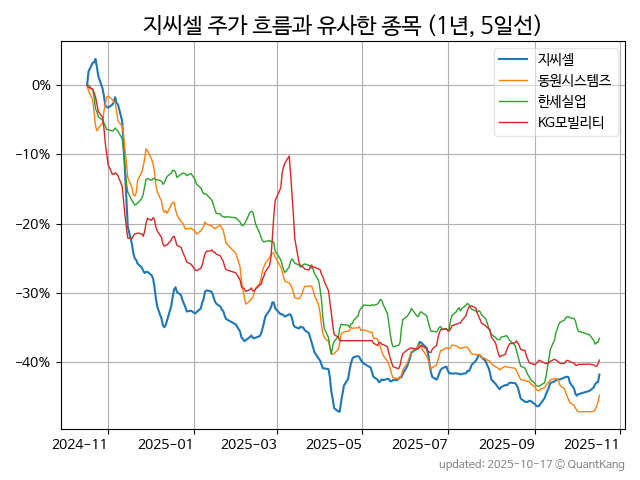 지씨셀 주가 흐름과 유사한 종목 (1년, 5일선)
지씨셀
동원시스템즈
한세실업
KG모빌리티
0%
−10%
−20%
−30%
−40%
2024-11 2025-01 2025-03 2025-05 2025-07 2025-09 2025-11
updated: 2025-10-17 © QuantKang